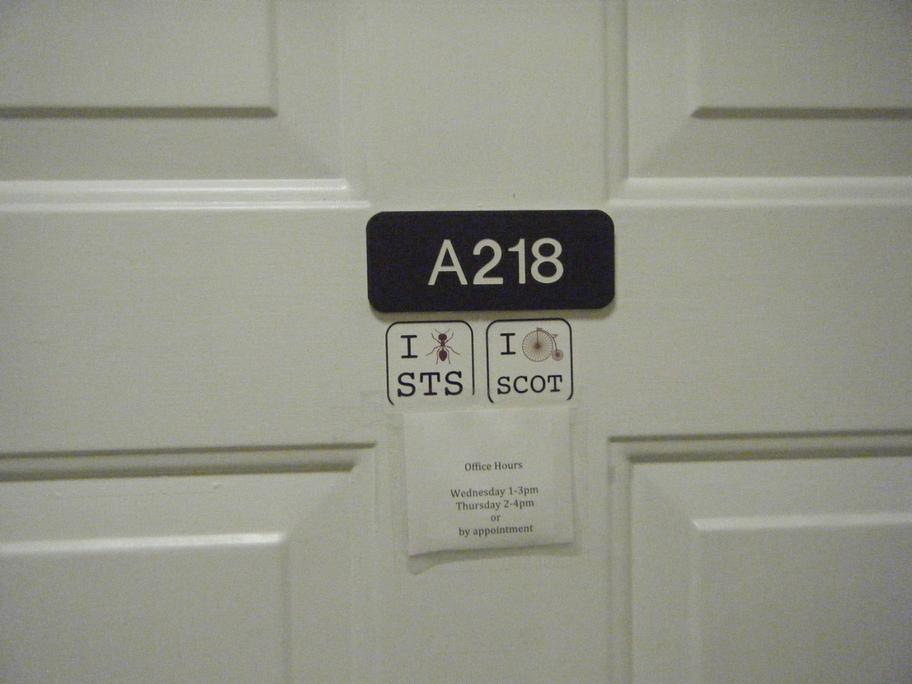 A218
I
STS
I
SCOT
Office Hours
Wednesday 1-3pm
Thursday 2-4pm
or
by appointment